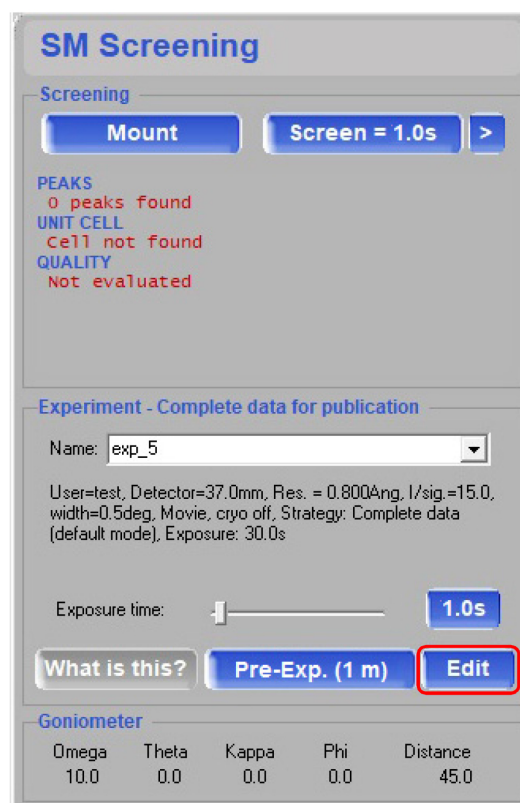 SM Screening
Screening
Mount
Screen = 1.0s
>
PEAKS
0 peaks found
UNIT CELL
Cell not found
QUALITY
Not evaluated
Experiment - Complete data for publication
Name: exp_5
User=test, Detector=37.0mm, Res. = 0.800Ang, I/sig.=15.0,
width=0.5deg, Movie, cryo off, Strategy: Complete data
(default mode), Exposure: 30.0s
Exposure time: 1.0s
What is this? Pre-Exp. (1 m) Edit
Goniometer
Omega Theta Kappa Phi Distance
10.0 0.0 0.0 0.0 45.0